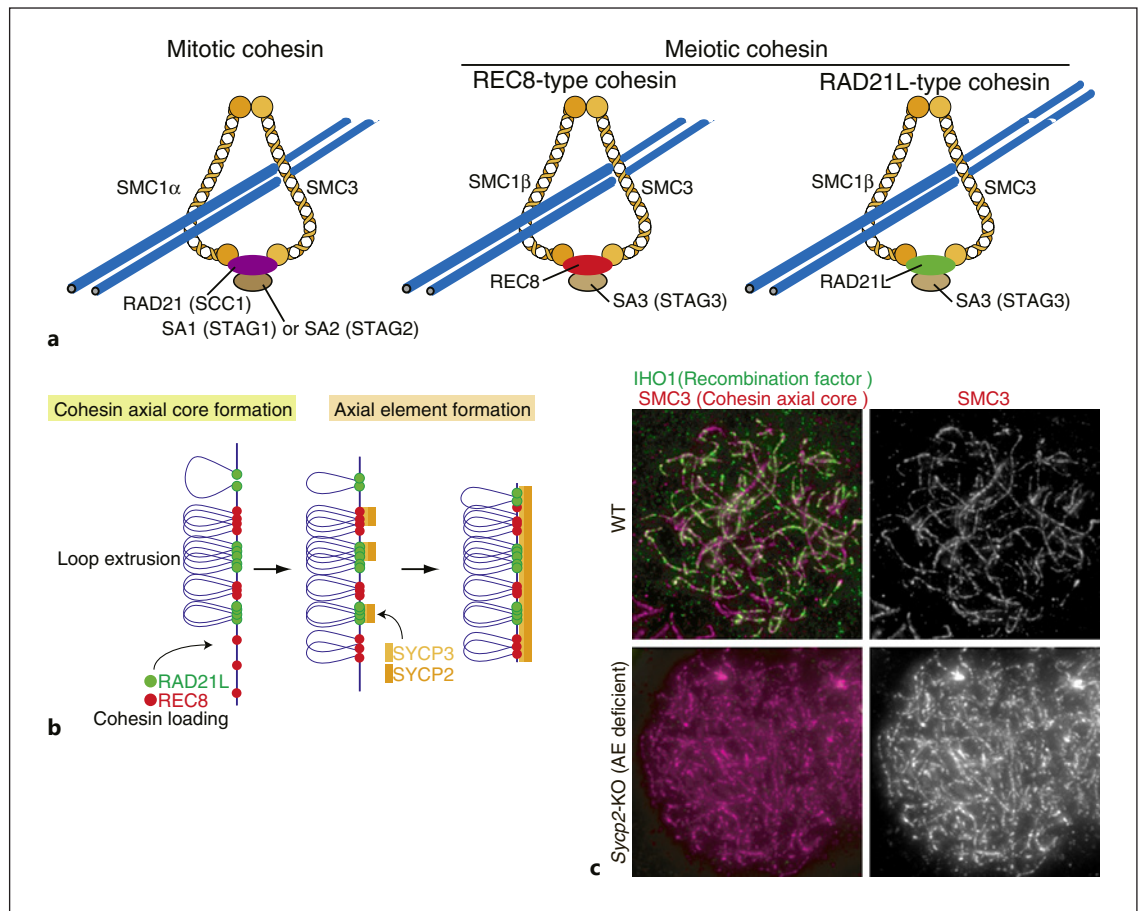 Mitotic cohesin
Meiotic cohesin
REC8-type cohesin
RAD21L-type cohesin
SMC1α
SMC3
SMC1β
SMC3
SMC1β
SMC3
RAD21 (SCC1)
SA1 (STAG1) or SA2 (STAG2)
REC8
SA3 (STAG3)
RAD21L
SA3 (STAG3)
a
Cohesin axial core formation
Axial element formation
Loop extrusion
RAD21L
REC8
Cohesin loading
SYCP3
SYCP2
b
IHO1(Recombination factor )
SMC3 (Cohesin axial core )
SMC3
WT
Sycp2-KO (AE deficient)
c